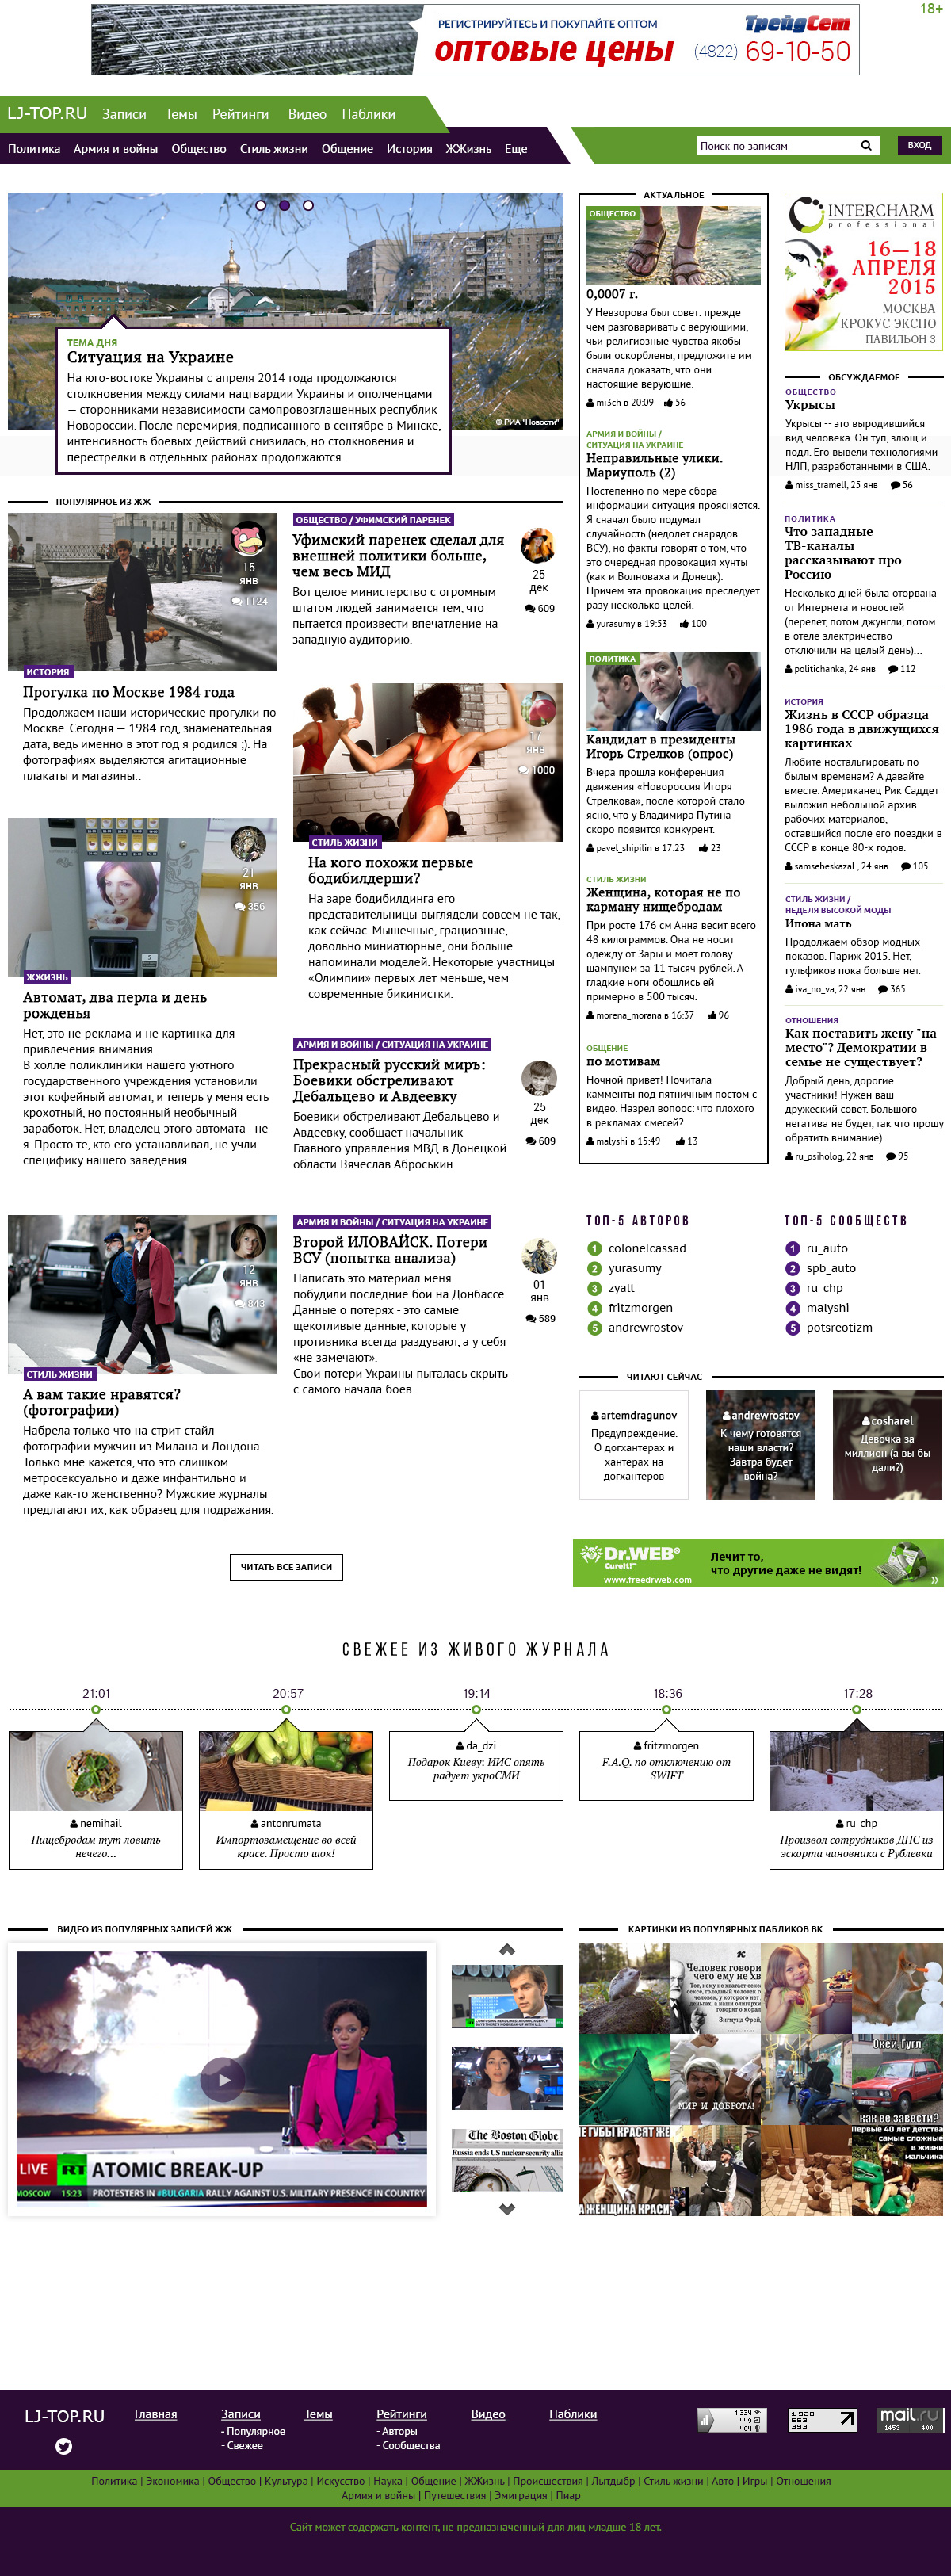 18+
РЕГИСТРИРУЙТЕСЬ И ПОКУПАЙТЕ ОПТОМ
оптовые цены
ТрейдСет
(4822) 69-10-50
LJ-TOP.RU Записи Темы Рейтинги Видео Паблики
Политика Армия и войны Общество Стиль жизни Общение История ЖЖизнь Еще
Поиск по записям
ВХОД
ТЕМА ДНЯ
Ситуация на Украине
На юго-востоке Украины с апреля 2014 года продолжаются
столкновения между силами нацгвардии Украины и ополченцами
— сторонниками независимости самопровозглашенных республик
Новороссии. После перемирия, подписанного в сентябре в Минске,
интенсивность боевых действий снизилась, но столкновения и
перестрелки в отдельных районах продолжаются.
© РИА "Новости"
ПОПУЛЯРНОЕ ИЗ ЖЖ
15
янв
1124
ИСТОРИЯ
Прогулка по Москве 1984 года
Продолжаем наши исторические прогулки по
Москве. Сегодня — 1984 год, знаменательная
дата, ведь именно в этот год я родился ;). На
фотографиях выделяются агитационные
плакаты и магазины..
21
янв
356
ЖЖИЗНЬ
Автомат, два перла и день
рожденья
Нет, это не реклама и не картинка для
привлечения внимания.
В холле поликлиники нашего уютного
государственного учреждения установили
этот кофейный автомат, и теперь у меня есть
крохотный, но постоянный необычный
заработок. Нет, владелец этого автомата - не
я. Просто те, кто его устанавливал, не учли
специфику нашего заведения.
12
янв
843
СТИЛЬ ЖИЗНИ
А вам такие нравятся?
(фотографии)
Набрела только что на стрит-стайл
фотографии мужчин из Милана и Лондона.
Только мне кажется, что это слишком
метросексуально и даже инфантильно и
даже как-то женственно? Мужские журналы
предлагают их, как образец для подражания.
ОБЩЕСТВО / УФИМСКИЙ ПАРЕНЕК
Уфимский паренек сделал для
внешней политики больше,
чем весь МИД
Вот целое министерство с огромным
штатом людей занимается тем, что
пытается произвести впечатление на
западную аудиторию.
25
дек
609
17
янв
1000
СТИЛЬ ЖИЗНИ
На кого похожи первые
бодибилдерши?
На заре бодибилдинга его
представительницы выглядели совсем не так,
как сейчас. Мышечные, грациозные,
довольно миниатюрные, они больше
напоминали моделей. Некоторые участницы
«Олимпии» первых лет меньше, чем
современные бикинистки.
АРМИЯ И ВОЙНЫ / СИТУАЦИЯ НА УКРАИНЕ
Прекрасный русский миръ:
Боевики обстреливают
Дебальцево и Авдеевку
Боевики обстреливают Дебальцево и
Авдеевку, сообщает начальник
Главного управления МВД в Донецкой
области Вячеслав Аброськин.
25
дек
609
АРМИЯ И ВОЙНЫ / СИТУАЦИЯ НА УКРАИНЕ
Второй ИЛОВАЙСК. Потери
ВСУ (попытка анализа)
Написать это материал меня
побудили последние бои на Донбассе.
Данные о потерях - это самые
щекотливые данные, которые у
противника всегда раздувают, а у себя
«не замечают».
Свои потери Украины пыталась скрыть
с самого начала боев.
01
янв
589
ЧИТАТЬ ВСЕ ЗАПИСИ
АКТУАЛЬНОЕ
ОБЩЕСТВО
0,0007 г.
У Невзорова был совет: прежде
чем разговаривать с верующими,
чьи религиозные чувства якобы
были оскорблены, предложите им
сначала доказать, что они
настоящие верующие.
mi3ch в 20:09 56
АРМИЯ И ВОЙНЫ /
СИТУАЦИЯ НА УКРАИНЕ
Неправильные улики.
Мариуполь (2)
Постепенно по мере сбора
информации ситуация проясняется.
Я сначал было подумал
случайность (недолет снарядов
ВСУ), но факты говорят о том, что
это очередная провокация хунты
(как и Волноваха и Донецк).
Причем эта провокация преследует
разу несколько целей.
yurasumy в 19:53 100
ПОЛИТИКА
Кандидат в президенты
Игорь Стрелков (опрос)
Вчера прошла конференция
движения «Новороссия Игоря
Стрелкова», после которой стало
ясно, что у Владимира Путина
скоро появится конкурент.
pavel_shipilin в 17:23 23
СТИЛЬ ЖИЗНИ
Женщина, которая не по
карману нищебродам
При росте 176 см Анна весит всего
48 килограммов. Она не носит
одежду от Зары и моет голову
шампунем за 11 тысяч рублей. А
гладкие ноги обошлись ей
примерно в 500 тысяч.
morena_morana в 16:37 96
ОБЩЕНИЕ
по мотивам
Ночной привет! Почитала
камменты под пятничным постом с
видео. Назрел вопоос: что плохого
в рекламах смесей?
malyshi в 15:49 13
INTERCHARM
professional
16—18
АПРЕЛЯ
2015
МОСКВА
КРОКУС ЭКСПО
ПАВИЛЬОН 3
ОБСУЖДАЕМОЕ
ОБЩЕСТВО
Укрысы
Укрысы -- это выродившийся
вид человека. Он туп, злющ и
подл. Его вывели технологиями
НЛП, разработанными в США.
miss_tramell, 25 янв 56
ПОЛИТИКА
Что западные
ТВ-каналы
рассказывают про
Россию
Несколько дней была оторвана
от Интернета и новостей
(перелет, потом джунгли, потом
в отеле электричество
отключили на целый день)...
politichanka, 24 янв 112
ИСТОРИЯ
Жизнь в СССР образца
1986 года в движущихся
картинках
Любите ностальгировать по
былым временам? А давайте
вместе. Американец Рик Саддет
выложил небольшой архив
рабочих материалов,
оставшийся после его поездки в
СССР в конце 80-х годов.
samsebeskazal , 24 янв 105
СТИЛЬ ЖИЗНИ /
НЕДЕЛЯ ВЫСОКОЙ МОДЫ
Ипона мать
Продолжаем обзор модных
показов. Париж 2015. Нет,
гульфиков пока больше нет.
iva_no_va, 22 янв 365
ОТНОШЕНИЯ
Как поставить жену "на
место"? Демократии в
семье не существует?
Добрый день, дорогие
участники! Нужен ваш
дружеский совет. Большого
негатива не будет, так что прошу
обратить внимание).
ru_psiholog, 22 янв 95
ТОП-5 АВТОРОВ
1 colonelcassad
2 yurasumy
3 zyalt
4 fritzmorgen
5 andrewrostov
ТОП-5 СООБЩЕСТВ
1 ru_auto
2 spb_auto
3 ru_chp
4 malyshi
5 potsreotizm
ЧИТАЮТ СЕЙЧАС
artemdragunov
Предупреждение.
О догхантерах и
хантерах на
догхантеров
andrewrostov
К чему готовятся
наши власти?
Завтра будет
война?
cosharel
Девочка за
миллион (а вы бы
дали?)
Dr.WEB
CureIt!
www.freedrweb.com
Лечит то,
что другие даже не видят!
СВЕЖЕЕ ИЗ ЖИВОГО ЖУРНАЛА
21:01 20:57 19:14 18:36 17:28
nemihail
Нищебродам тут ловить
нечего...
antonrumata
Импортозамещение во всей
красе. Просто шок!
da_dzi
Подарок Киеву: ИИС опять
радует укроСМИ
fritzmorgen
F.A.Q. по отключению от
SWIFT
ru_chp
Произвол сотрудников ДПС из
эскорта чиновника с Рублевки
ВИДЕО ИЗ ПОПУЛЯРНЫХ ЗАПИСЕЙ ЖЖ
LIVE RT ATOMIC BREAK-UP
MOSCOW 15:23 PROTESTERS IN #BULGARIA RALLY AGAINST U.S. MILITARY PRESENCE IN COUNTRY
The Boston Globe
Russia ends US nuclear security allia
КАРТИНКИ ИЗ ПОПУЛЯРНЫХ ПАБЛИКОВ ВК
Человек говори
чего ему не хв
Зигмунд Фрейд
МИР И ДОБРОТА!
Окей, Гугл
как ее завести?
ЧЕ ГУБЫ КРАСЯТ ЖЕ
А ЖЕНЩИНА КРАСИ
Первые 40 лет детства
самые сложные
в жизни
мальчика
LJ-TOP.RU
Главная Записи Темы Рейтинги Видео Паблики
- Популярное - Авторы
- Свежее - Сообщества
1 334
449
40
1 920
653
393
mail.ru
1453 400
Политика | Экономика | Общество | Культура | Искусство | Наука | Общение | ЖЖизнь | Происшествия | Лытдыбр | Стиль жизни | Авто | Игры | Отношения
Армия и войны | Путешествия | Эмиграция | Пиар
Сайт может содержать контент, не предназначенный для лиц младше 18 лет.